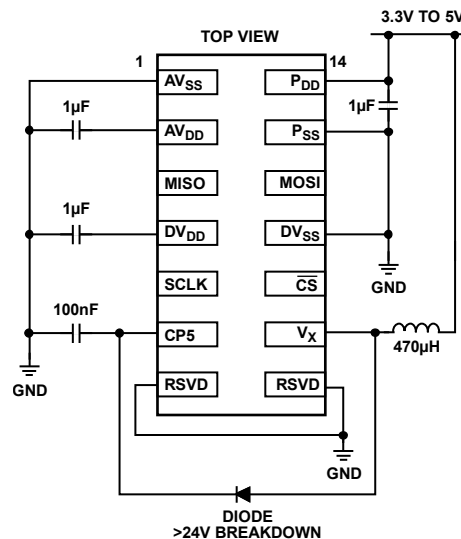 3.3V TO 5V
TOP VIEW
1
14
AVSS
PDD
1µF
1µF
AVDD
PSS
MISO
MOSI
1µF
DVDD
DVSS
GND
SCLK
CS
100nF
CP5
VX
470µH
GND
RSVD
RSVD
GND
DIODE
>24V BREAKDOWN